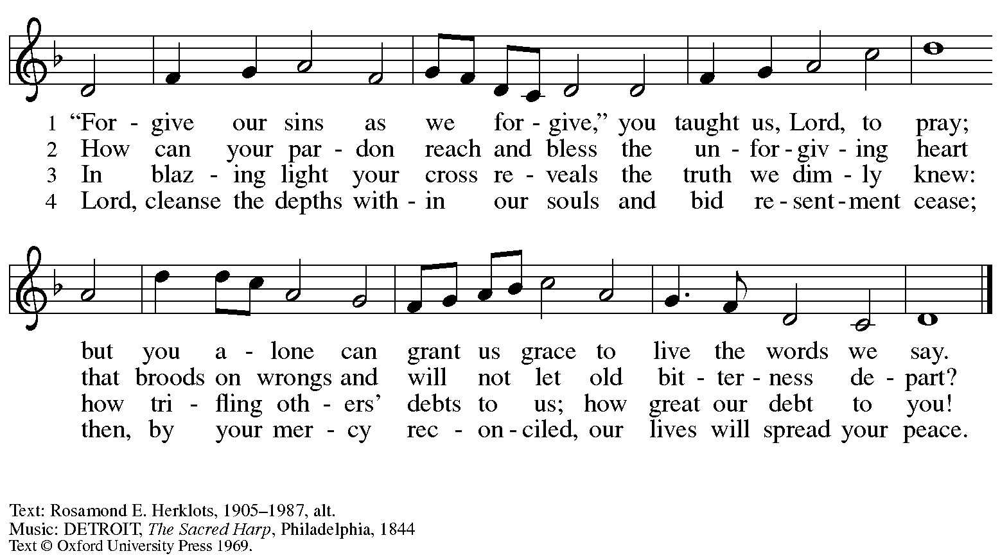 1 “For - give our sins as we for - give,” you taught us, Lord, to pray;
2 How can your par - don reach and bless the un - for - giv - ing heart
3 In blaz - ing light your cross re - veals the truth we dim - ly knew:
4 Lord, cleanse the depths with - in our souls and bid re - sent - ment cease;
but you a - lone can grant us grace to live the words we say.
that broods on wrongs and will not let old bit - ter - ness de - part?
how tri - fling oth - ers’ debts to us; how great our debt to you!
then, by your mer - cy rec - on - ciled, our lives will spread your peace.
Text: Rosamond E. Herklots, 1905–1987, alt.
Music: DETROIT, The Sacred Harp, Philadelphia, 1844
Text © Oxford University Press 1969.